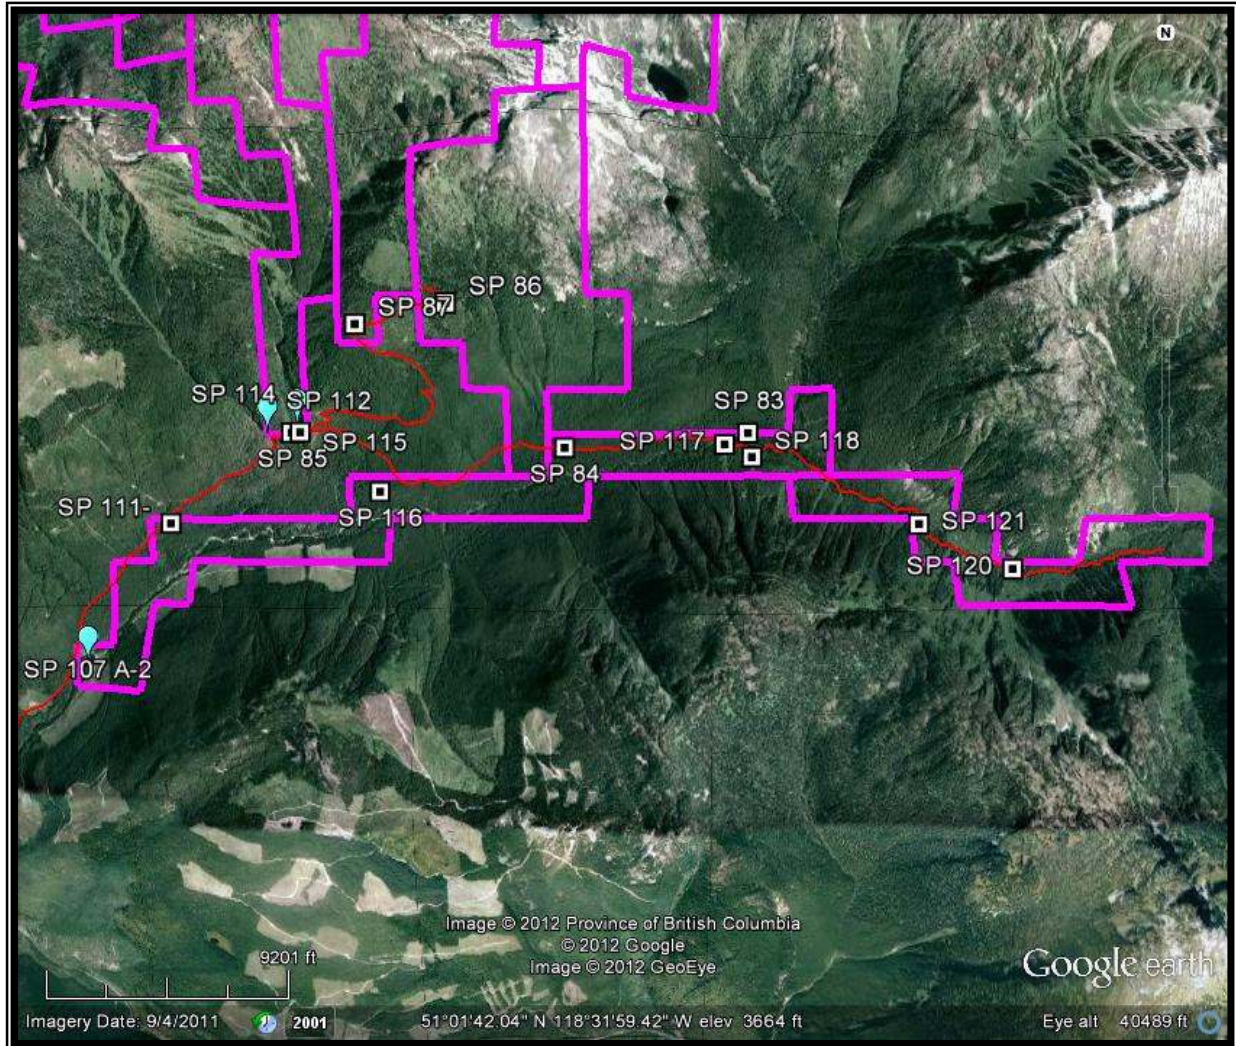 N
SP 86
SP 87
SP 114
SP 112
SP 83
SP 115
SP 117
SP 118
SP 85
SP 84
SP 111-
SP 116
SP 121
SP 120
SP 107 A-2
Image © 2012 Province of British Columbia
© 2012 Google
Image © 2012 GeoEye
9201 ft
Google earth
Imagery Date: 9/4/2011 2001 51°01'42.04" N 118°31'59.42" W elev 3664 ft Eye alt 40489 ft